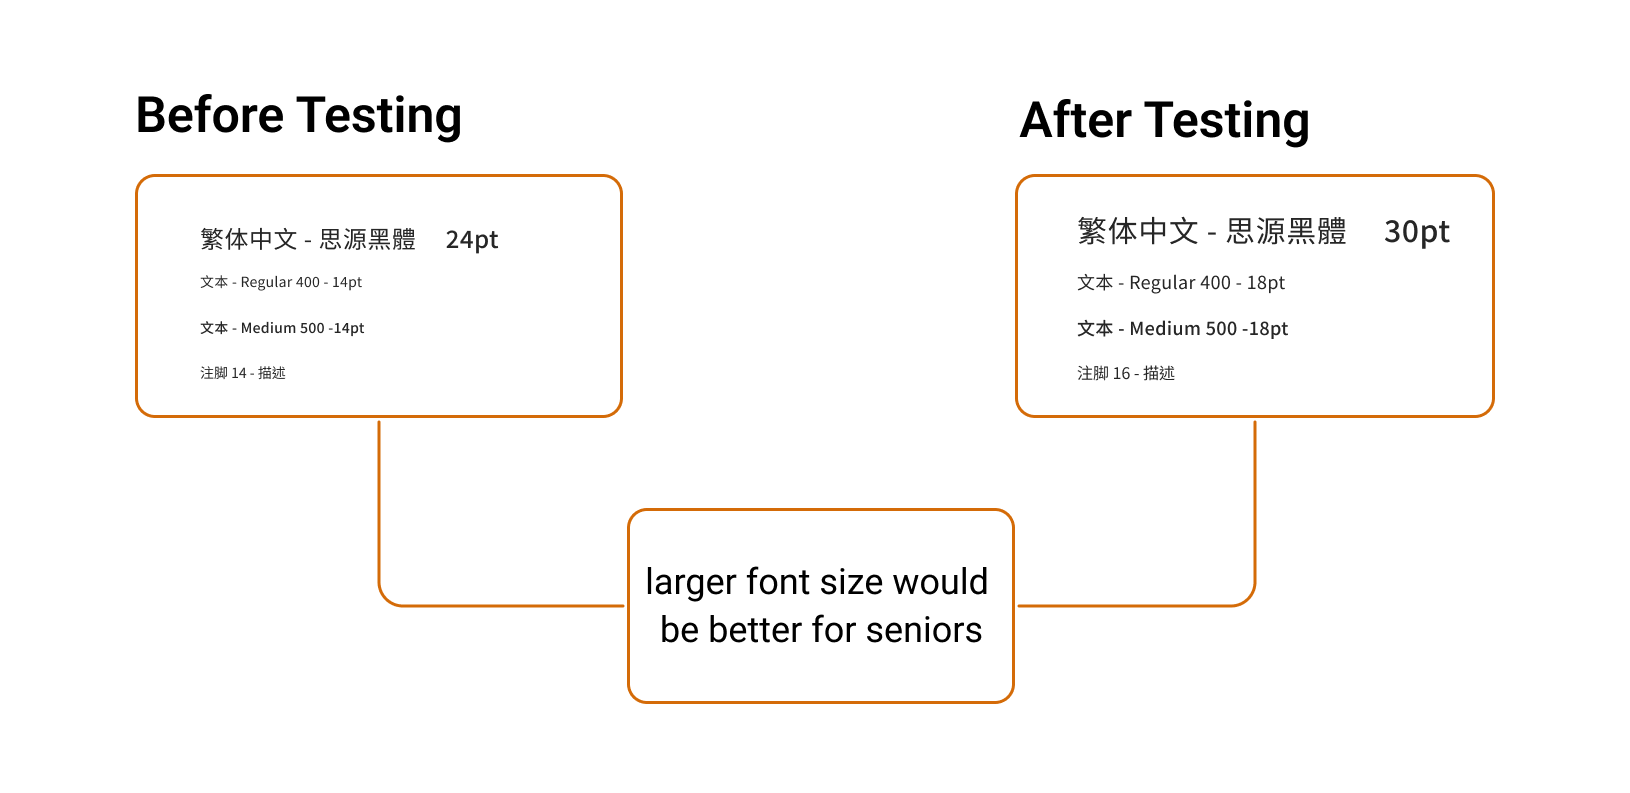 Before Testing
繁体中文 - 思源黑體 24pt
文本 - Regular 400 - 14pt
文本 - Medium 500 -14pt
注脚 14 - 描述
After Testing
繁体中文 - 思源黑體 30pt
文本 - Regular 400 - 18pt
文本 - Medium 500 -18pt
注脚 16 - 描述
larger font size would
be better for seniors